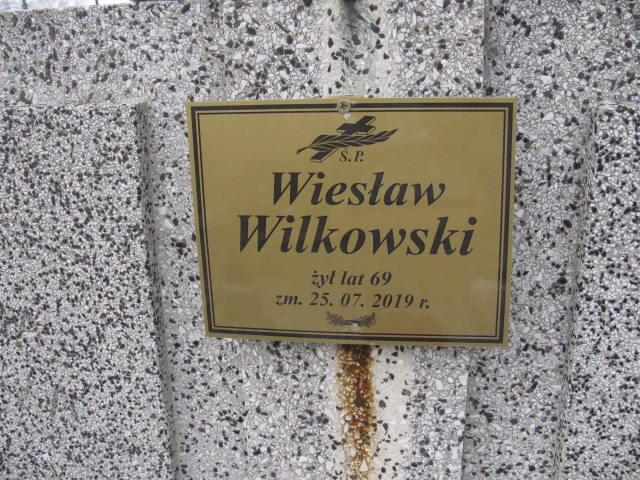 Ś.P.
Wiesław
Wilkowski
żył lat 69
zm. 25. 07. 2019 r.